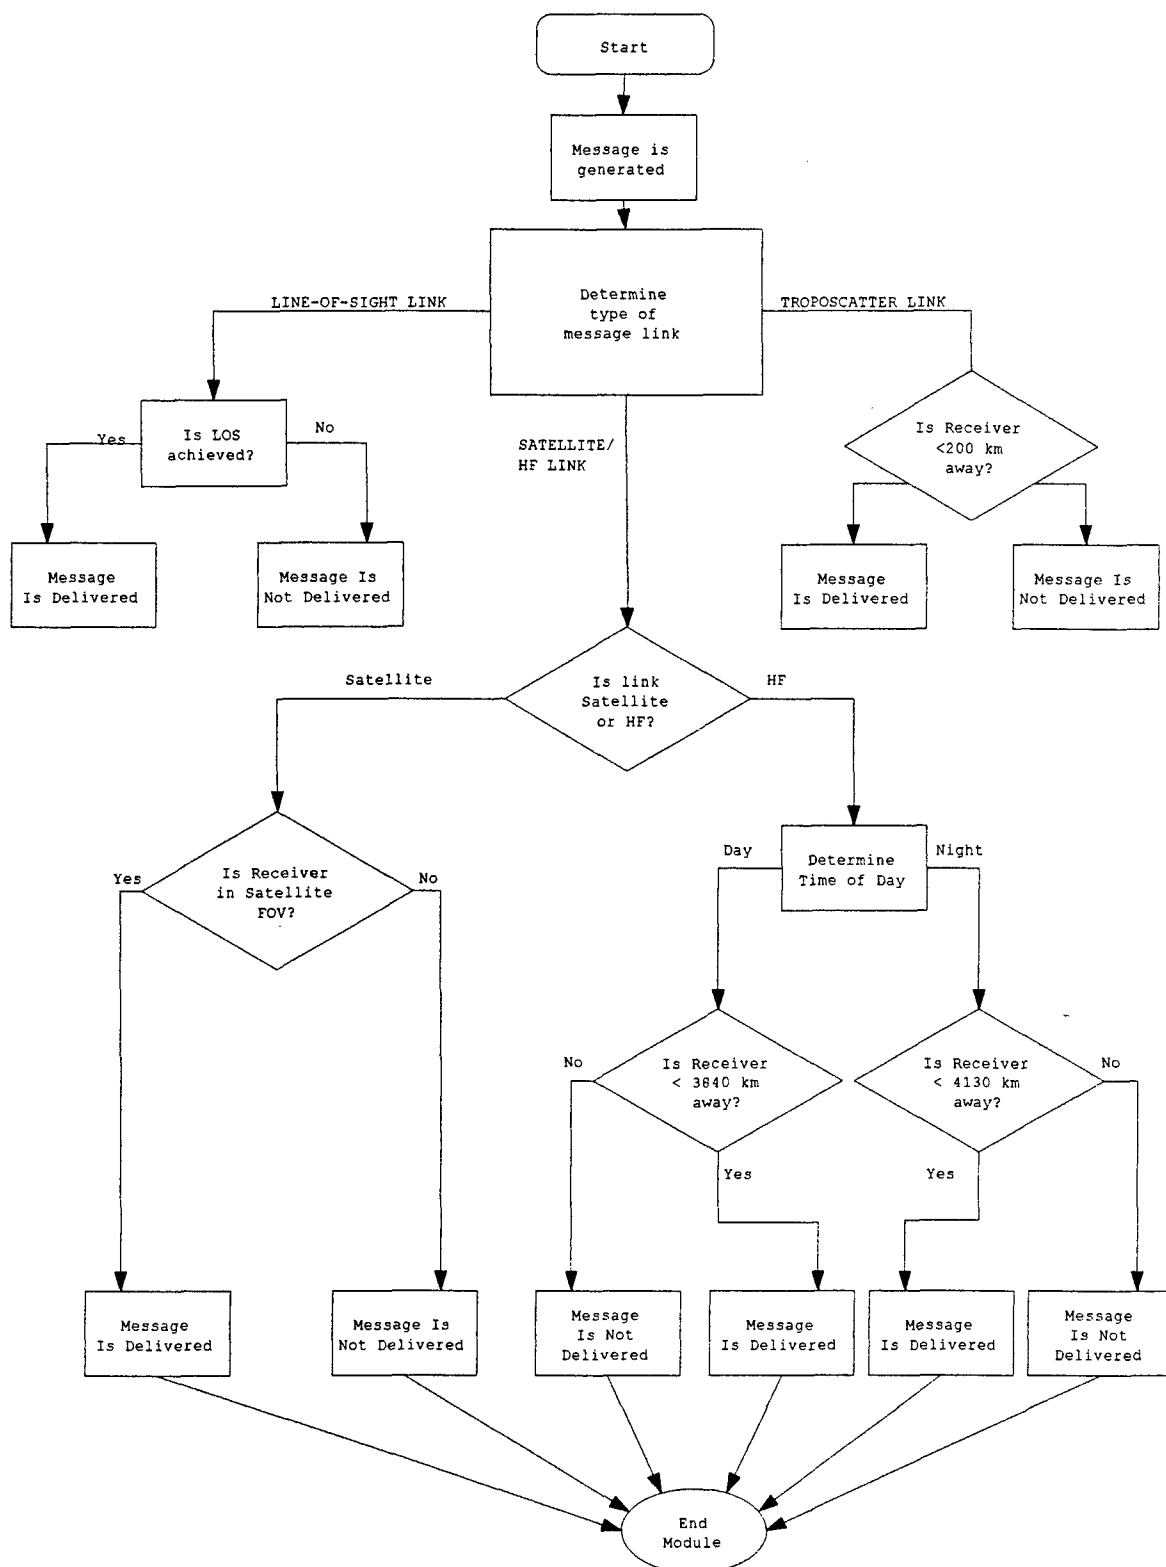 Start
Message is
generated
Determine
type of
message link
LINE-OF-SIGHT LINK
TROPOSCATTER LINK
Is LOS
achieved?
Yes
No
SATELLITE/
HF LINK
Is Receiver
<200 km
away?
Message
Is Delivered
Message Is
Not Delivered
Message
Is Delivered
Message Is
Not Delivered
Satellite
Is link
Satellite
or HF?
HF
Yes
Is Receiver
in Satellite
FOV?
No
Day
Determine
Time of Day
Night
No
Is Receiver
< 3840 km
away?
Yes
Is Receiver
< 4130 km
away?
No
Yes
Message
Is Delivered
Message Is
Not Delivered
Message
Is Not
Delivered
Message
Is Delivered
Message
Is Delivered
Message
Is Not
Delivered
End
Module